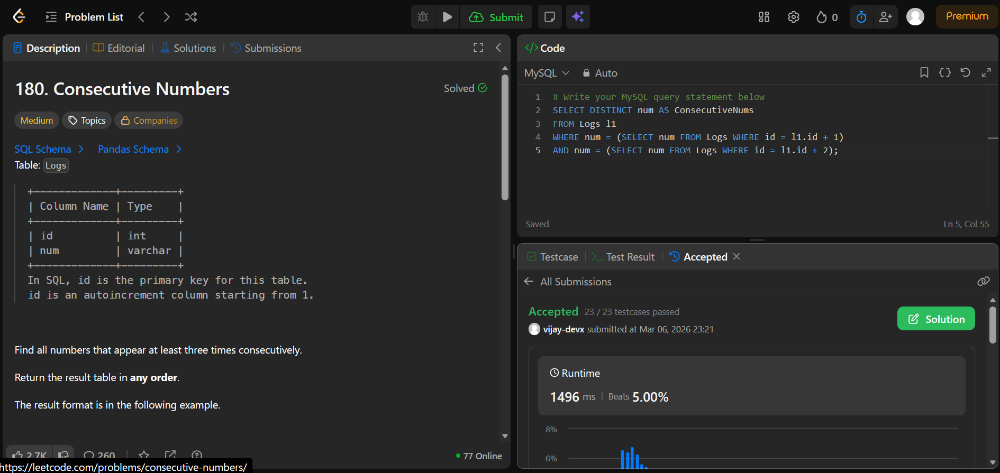 Problem List
Submit
0
Premium
Description
Editorial
Solutions
Submissions
180. Consecutive Numbers
Solved
Medium
Topics
Companies
SQL Schema
Pandas Schema
Table: Logs
+-------------+---------+
| Column Name | Type    |
+-------------+---------+
| id          | int     |
| num         | varchar |
+-------------+---------+
In SQL, id is the primary key for this table.
id is an autoincrement column starting from 1.
Find all numbers that appear at least three times consecutively.
Return the result table in any order.
The result format is in the following example.
2.7K
260
77 Online
https://leetcode.com/problems/consecutive-numbers/
</> Code
MySQL
Auto
1 # Write your MySQL query statement below
2 SELECT DISTINCT num AS ConsecutiveNums
3 FROM Logs l1
4 WHERE num = (SELECT num FROM Logs WHERE id = l1.id + 1)
5 AND num = (SELECT num FROM Logs WHERE id = l1.id + 2);
Saved
Ln 5, Col 55
Testcase
Test Result
Accepted
All Submissions
Accepted 23 / 23 testcases passed
vijay-devx submitted at Mar 06, 2026 23:21
Solution
Runtime
1496 ms | Beats 5.00%
8%
6%